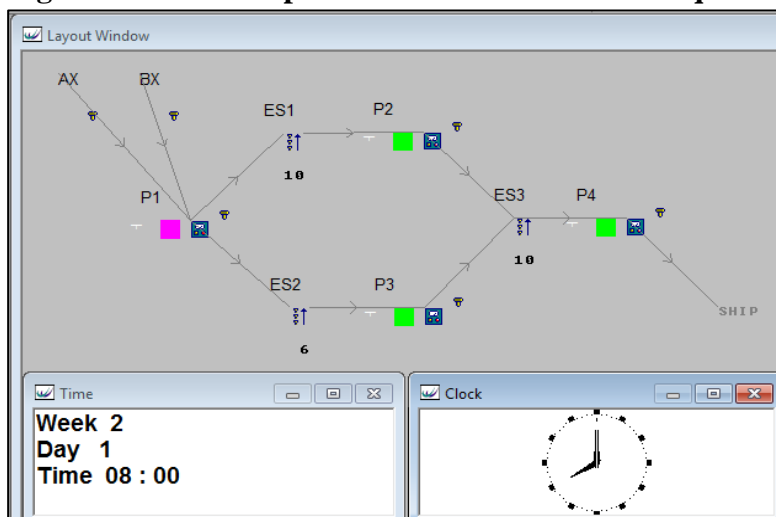 Layout Window
AX
BX
ES1
P2
10
P1
ES3
P4
10
ES2
P3
SHIP
6
Time
Clock
Week 2
Day 1
Time 08 : 00